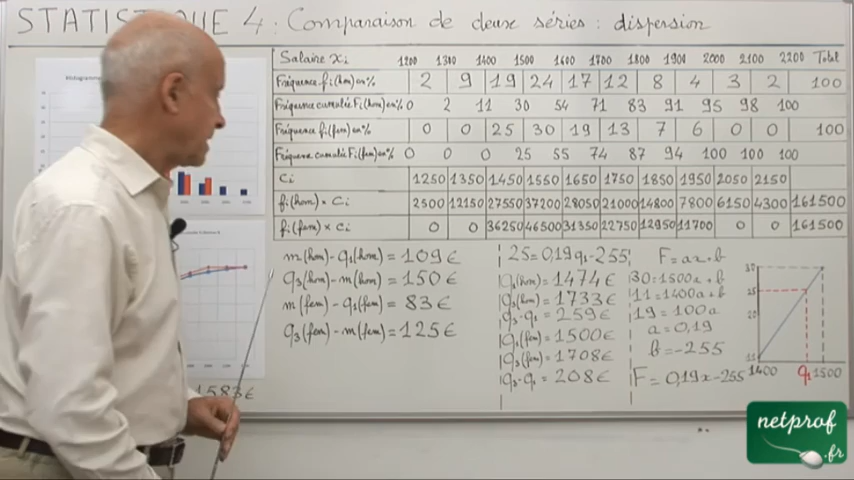 STATISTIQUE 4 : Comparaison de deux séries : dispersion
Salaire xi 1200 1300 1400 1500 1600 1700 1800 1900 2000 2100 2200 Total
Fréquence fi(hom) en % 2 9 19 24 17 12 8 4 3 2 100
Fréquence cumulée Fi(hom) en % 0 2 11 30 54 71 83 91 95 98 100
Fréquence fi(fem) en % 0 0 25 30 19 13 7 6 0 0 100
Fréquence cumulée Fi(fem) en % 0 0 0 25 55 74 87 94 100 100 100
Ci 1250 1350 1450 1550 1650 1750 1850 1950 2050 2150
fi(hom) × Ci 2500 12150 27550 37200 28050 21000 14800 7800 6150 4300 161500
fi(fem) × Ci 0 0 36250 46500 31350 22750 12950 11700 0 0 161500
m(hom) - q1(hom) = 109 €
q3(hom) - m(hom) = 150 €
m(fem) - q1(fem) = 83 €
q3(fem) - m(fem) = 125 €
1583 €
25 = 0,19 q1 - 255
q1(hom) = 1474 €
q3(hom) = 1733 €
q3 - q1 = 259 €
q1(fem) = 1500 €
q3(fem) = 1708 €
q3 - q1 = 208 €
F = ax + b
30 = 1500a + b
11 = 1400a + b
19 = 100a
a = 0,19
b = -255
F = 0,19x - 255
30
25
20
11
1400 q1 1500
netprof
.fr